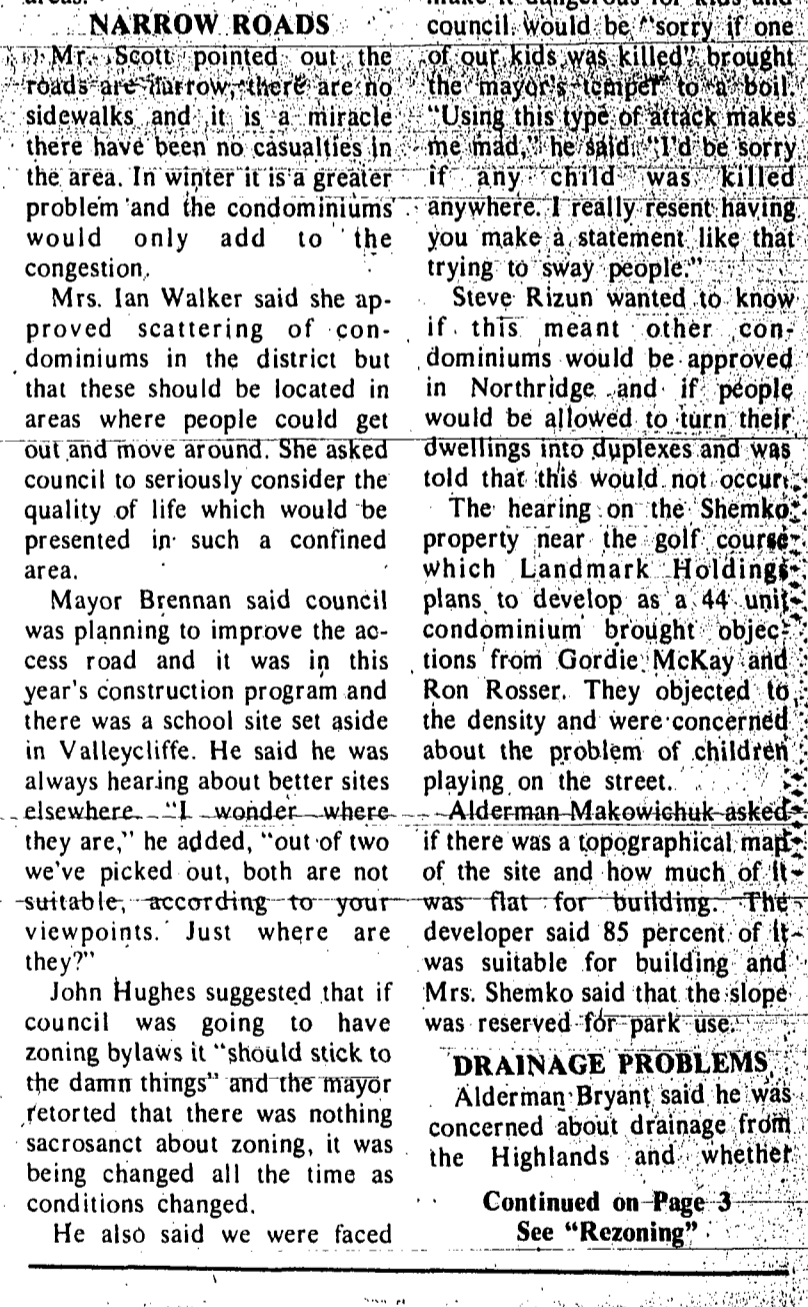 NARROW ROADS
Mr. Scott pointed out the
roads are narrow, there are no
sidewalks and it is a miracle
there have been no casualties in
the area. In winter it is a greater
problem and the condominiums
would only add to the
congestion.
Mrs. Ian Walker said she ap-
proved scattering of con-
dominiums in the district but
that these should be located in
areas where people could get
out and move around. She asked
council to seriously consider the
quality of life which would be
presented in such a confined
area.
Mayor Brennan said council
was planning to improve the ac-
cess road and it was in this
year's construction program and
there was a school site set aside
in Valleycliffe. He said he was
always hearing about better sites
elsewhere. "I wonder where
they are," he added, "out of two
we've picked out, both are not
suitable, according to your
viewpoints. Just where are
they?"
John Hughes suggested that if
council was going to have
zoning bylaws it "should stick to
the damn things" and the mayor
retorted that there was nothing
sacrosanct about zoning, it was
being changed all the time as
conditions changed.
He also said we were faced
council would be "sorry if one
of our kids was killed" brought
the mayor's temper to a boil.
"Using this type of attack makes
me mad," he said. "I'd be sorry
if any child was killed
anywhere. I really resent having
you make a statement like that
trying to sway people."
Steve Rizun wanted to know
if this meant other con-
dominiums would be approved
in Northridge and if people
would be allowed to turn their
dwellings into duplexes and was
told that this would not occur.
The hearing on the Shemko
property near the golf course
which Landmark Holdings
plans to develop as a 44 unit
condominium brought objec-
tions from Gordie McKay and
Ron Rosser. They objected to
the density and were concerned
about the problem of children
playing on the street.
Alderman Makowichuk asked
if there was a topographical map
of the site and how much of it
was flat for building. The
developer said 85 percent of it
was suitable for building and
Mrs. Shemko said that the slope
was reserved for park use.
DRAINAGE PROBLEMS
Alderman Bryant said he was
concerned about drainage from
the Highlands and whether
Continued on Page 3
See "Rezoning"